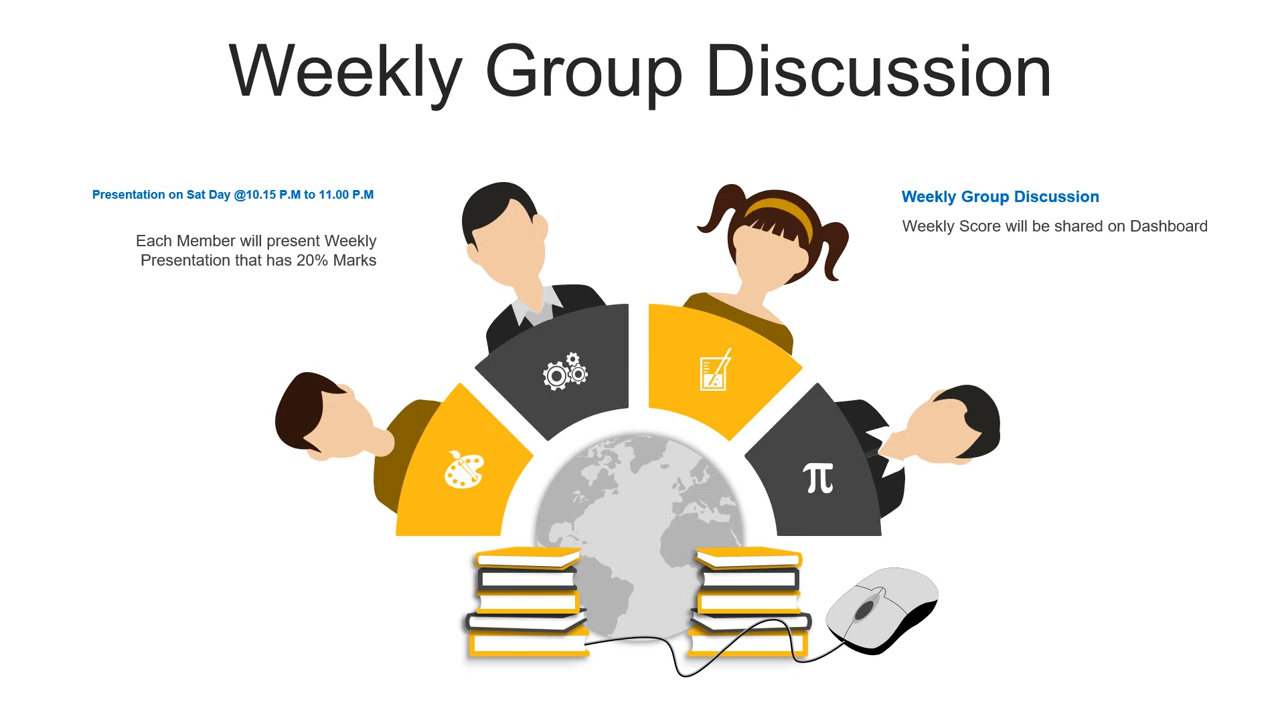 Weekly Group Discussion
Presentation on Sat Day @10.15 P.M to 11.00 P.M
Each Member will present Weekly
Presentation that has 20% Marks
Weekly Group Discussion
Weekly Score will be shared on Dashboard
π